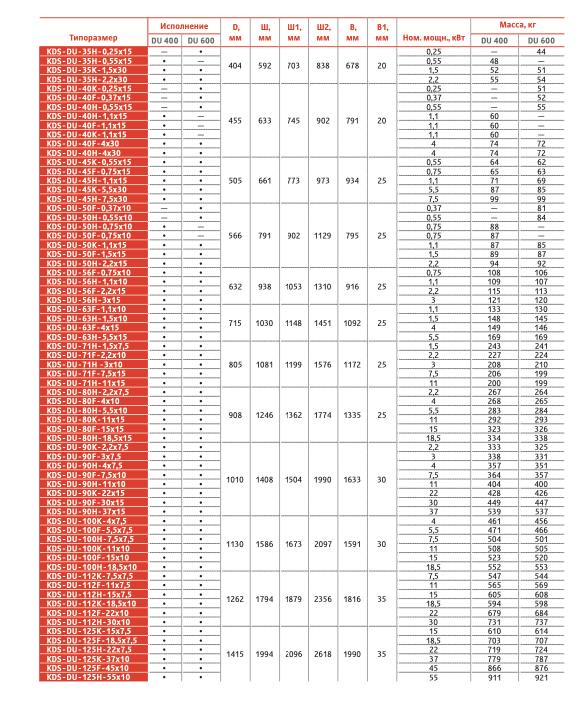 Исполнение D, Ш, Ш1, Ш2, В, В1, Масса, кг
Типоразмер мм мм мм мм мм мм Ном. мощн., кВт
DU 400 DU 600 DU 400 DU 600
KDS-DU-35H-0,25x15 — • 0,25 — 44
KDS-DU-35H-0,55x15 • — 404 592 703 838 678 20 0,55 48 —
KDS-DU-35K-1,5x30 • • 1,5 52 51
KDS-DU-35H-2,2x30 • • 2,2 55 54
KDS-DU-40K-0,25x15 — • 0,25 — 51
KDS-DU-40F-0,37x15 — • 0,37 — 52
KDS-DU-40H-0,55x15 — • 0,55 — 55
KDS-DU-40H-1,1x15 • — 455 633 745 902 791 20 1,1 60 —
KDS-DU-40F-1,1x15 • — 1,1 60 —
KDS-DU-40K-1,1x15 • — 1,1 60 —
KDS-DU-40F-4x30 • • 4 74 72
KDS-DU-40H-4x30 • • 4 74 72
KDS-DU-45K-0,55x15 • • 0,55 64 62
KDS-DU-45F-0,75x15 • • 0,75 65 63
KDS-DU-45H-1,1x15 • • 505 661 773 973 934 25 1,1 71 69
KDS-DU-45K-5,5x30 • • 5,5 87 85
KDS-DU-45H-7,5x30 • • 7,5 99 99
KDS-DU-50F-0,37x10 — • 0,37 — 81
KDS-DU-50H-0,55x10 — • 0,55 — 84
KDS-DU-50H-0,75x10 • — 0,75 88 —
KDS-DU-50F-0,75x10 • — 566 791 902 1129 795 25 0,75 87 —
KDS-DU-50K-1,1x15 • • 1,1 87 85
KDS-DU-50F-1,5x15 • • 1,5 89 87
KDS-DU-50H-2,2x15 • • 2,2 94 92
KDS-DU-56F-0,75x10 • • 0,75 108 106
KDS-DU-56H-1,1x10 • • 632 938 1053 1310 916 25 1,1 109 107
KDS-DU-56F-2,2x15 • • 2,2 115 113
KDS-DU-56H-3x15 • • 3 121 120
KDS-DU-63F-1,1x10 • • 1,1 133 130
KDS-DU-63H-1,5x10 • • 715 1030 1148 1451 1092 25 1,5 148 145
KDS-DU-63F-4x15 • • 4 149 146
KDS-DU-63H-5,5x15 • • 5,5 169 169
KDS-DU-71H-1,5x7,5 • • 1,5 243 241
KDS-DU-71F-2,2x10 • • 2,2 227 224
KDS-DU-71H-3x10 • • 805 1081 1199 1576 1172 25 3 208 210
KDS-DU-71F-7,5x15 • • 7,5 206 199
KDS-DU-71H-11x15 • • 11 200 199
KDS-DU-80H-2,2x7,5 • • 2,2 267 264
KDS-DU-80F-4x10 • • 4 268 265
KDS-DU-80H-5,5x10 • • 908 1246 1362 1774 1335 25 5,5 283 284
KDS-DU-80K-11x15 • • 11 292 293
KDS-DU-80F-15x15 • • 15 323 326
KDS-DU-80H-18,5x15 • • 18,5 334 338
KDS-DU-90K-2,2x7,5 • • 2,2 333 325
KDS-DU-90F-3x7,5 • • 3 338 331
KDS-DU-90H-4x7,5 • • 4 357 351
KDS-DU-90F-7,5x10 • • 1010 1408 1504 1990 1633 30 7,5 364 357
KDS-DU-90H-11x10 • • 11 404 400
KDS-DU-90K-22x15 • • 22 428 426
KDS-DU-90F-30x15 • • 30 449 447
KDS-DU-90H-37x15 • • 37 539 537
KDS-DU-100K-4x7,5 • • 4 461 456
KDS-DU-100F-5,5x7,5 • • 5,5 471 466
KDS-DU-100H-7,5x7,5 • • 1130 1586 1673 2097 1591 30 7,5 504 501
KDS-DU-100K-11x10 • • 11 508 505
KDS-DU-100F-15x10 • • 15 523 520
KDS-DU-100H-18,5x10 • • 18,5 552 553
KDS-DU-112K-7,5x7,5 • • 7,5 547 544
KDS-DU-112F-11x7,5 • • 11 565 569
KDS-DU-112H-15x7,5 • • 1262 1794 1879 2356 1816 35 15 605 608
KDS-DU-112K-18,5x10 • • 18,5 594 598
KDS-DU-112F-22x10 • • 22 679 684
KDS-DU-112H-30x10 • • 30 731 737
KDS-DU-125K-15x7,5 • • 15 610 614
KDS-DU-125F-18,5x7,5 • • 18,5 703 707
KDS-DU-125H-22x7,5 • • 1415 1994 2096 2618 1990 35 22 719 724
KDS-DU-125K-37x10 • • 37 779 787
KDS-DU-125F-45x10 • • 45 866 876
KDS-DU-125H-55x10 • • 55 911 921